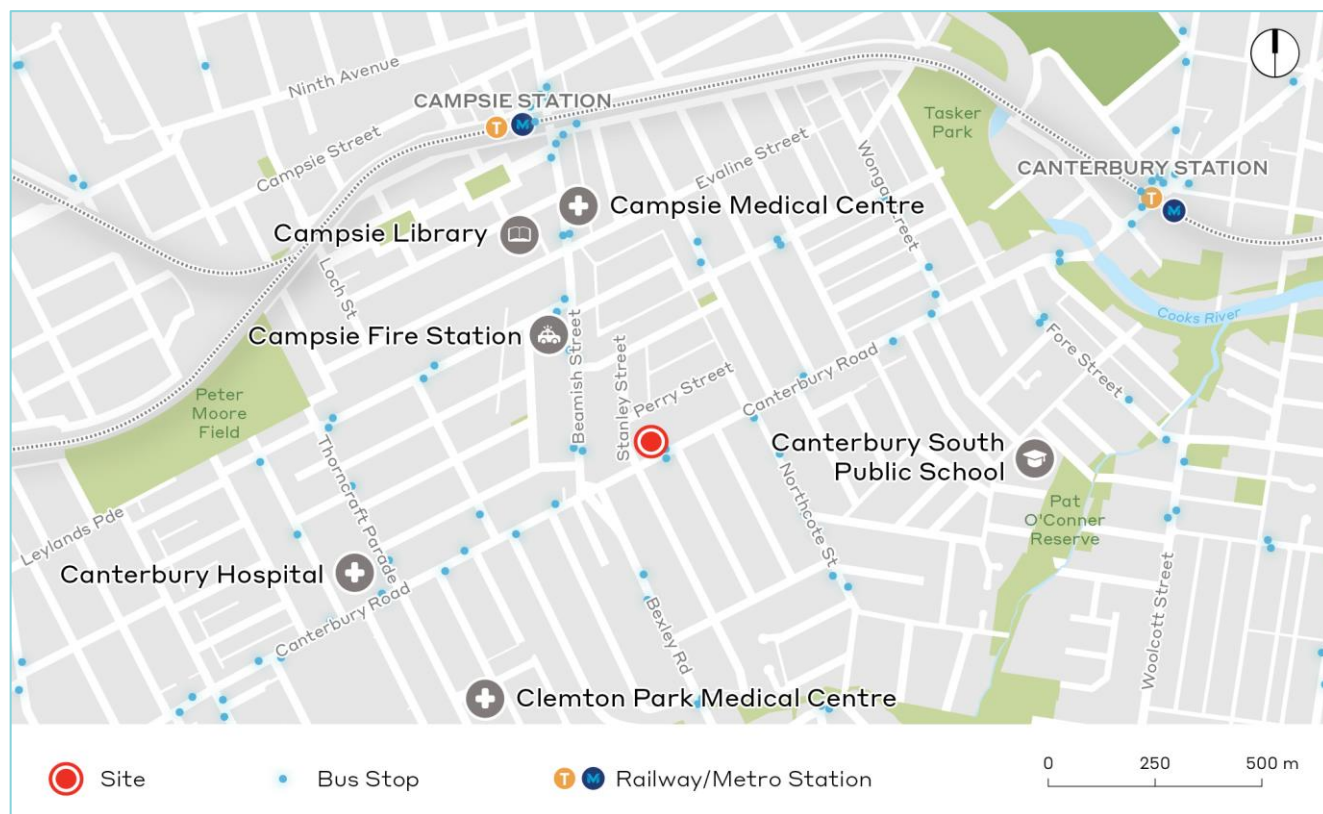 Ninth Avenue
CAMPSIE STATION
T M
Campsie Street
Tasker
Park
Evaline Street
Wonga Street
CANTERBURY STATION
T
M
Campsie Medical Centre
Campsie Library
Loch St
Cooks River
Campsie Fire Station
Beamish Street
Stanley Street
Perry Street
Canterbury Road
Fore Street
Peter
Moore
Field
Canterbury South
Public School
Thorncraft Parade
Northcote St
Pat
O'Conner
Reserve
Leylands Pde
Canterbury Hospital
Canterbury Road
Bexley Rd
Woolcott Street
Clemton Park Medical Centre
Site
Bus Stop
T M Railway/Metro Station
0 250 500 m